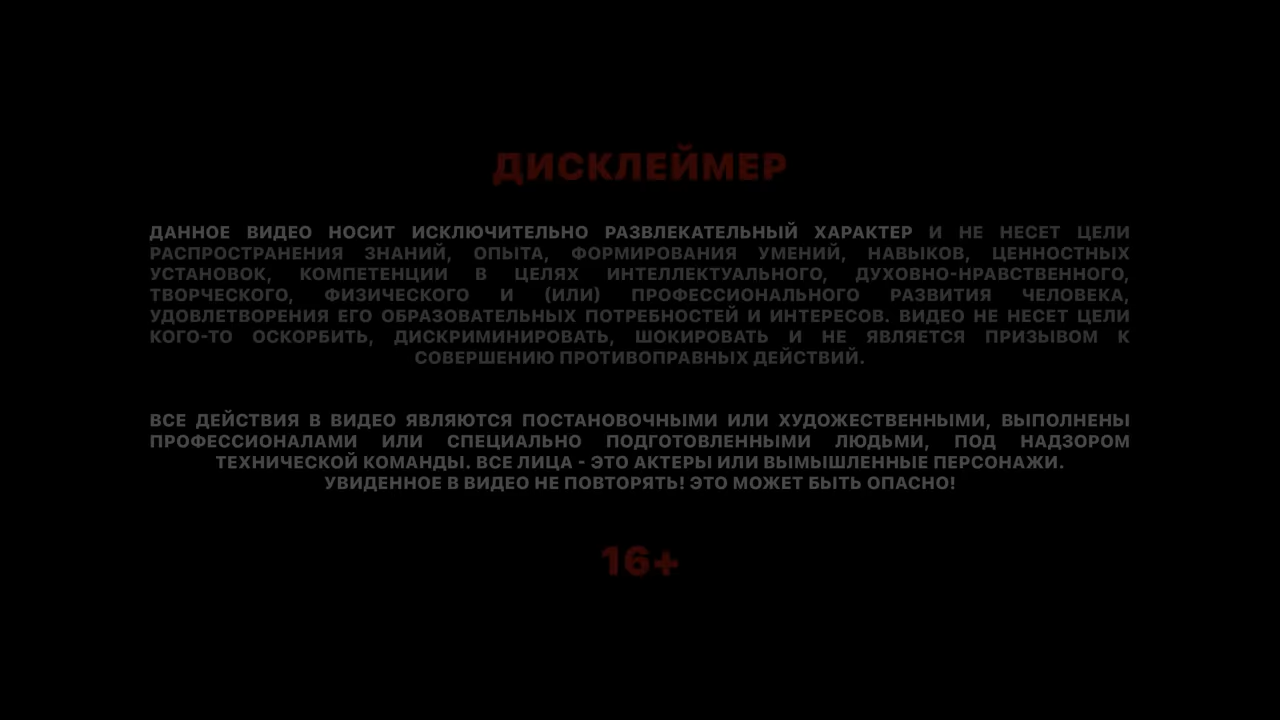 ДИСКЛЕЙМЕР
ДАННОЕ ВИДЕО НОСИТ ИСКЛЮЧИТЕЛЬНО РАЗВЛЕКАТЕЛЬНЫЙ ХАРАКТЕР И НЕ НЕСЕТ ЦЕЛИ
РАСПРОСТРАНЕНИЯ ЗНАНИЙ, ОПЫТА, ФОРМИРОВАНИЯ УМЕНИЙ, НАВЫКОВ, ЦЕННОСТНЫХ
УСТАНОВОК, КОМПЕТЕНЦИИ В ЦЕЛЯХ ИНТЕЛЛЕКТУАЛЬНОГО, ДУХОВНО-НРАВСТВЕННОГО,
ТВОРЧЕСКОГО, ФИЗИЧЕСКОГО И (ИЛИ) ПРОФЕССИОНАЛЬНОГО РАЗВИТИЯ ЧЕЛОВЕКА,
УДОВЛЕТВОРЕНИЯ ЕГО ОБРАЗОВАТЕЛЬНЫХ ПОТРЕБНОСТЕЙ И ИНТЕРЕСОВ. ВИДЕО НЕ НЕСЕТ ЦЕЛИ
КОГО-ТО ОСКОРБИТЬ, ДИСКРИМИНИРОВАТЬ, ШОКИРОВАТЬ И НЕ ЯВЛЯЕТСЯ ПРИЗЫВОМ К
СОВЕРШЕНИЮ ПРОТИВОПРАВНЫХ ДЕЙСТВИЙ.
ВСЕ ДЕЙСТВИЯ В ВИДЕО ЯВЛЯЮТСЯ ПОСТАНОВОЧНЫМИ ИЛИ ХУДОЖЕСТВЕННЫМИ, ВЫПОЛНЕНЫ
ПРОФЕССИОНАЛАМИ ИЛИ СПЕЦИАЛЬНО ПОДГОТОВЛЕННЫМИ ЛЮДЬМИ, ПОД НАДЗОРОМ
ТЕХНИЧЕСКОЙ КОМАНДЫ. ВСЕ ЛИЦА - ЭТО АКТЕРЫ ИЛИ ВЫМЫШЛЕННЫЕ ПЕРСОНАЖИ.
УВИДЕННОЕ В ВИДЕО НЕ ПОВТОРЯТЬ! ЭТО МОЖЕТ БЫТЬ ОПАСНО!
16+